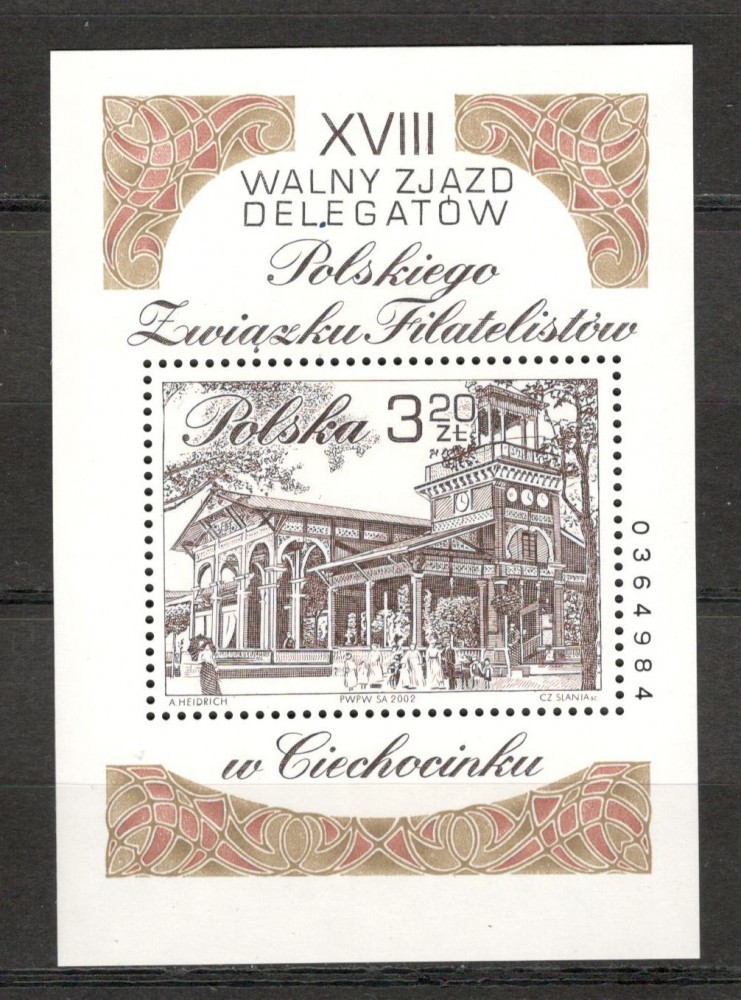 XVIII
WALNY ZJAZD
DELEGATÓW
Polskiego
Związku Filatelistów
Polska 3 20 ZŁ
0364984
A.HEIDRICH PWPW SA 2002 CZ SLANIA sc.
w Ciechocinku